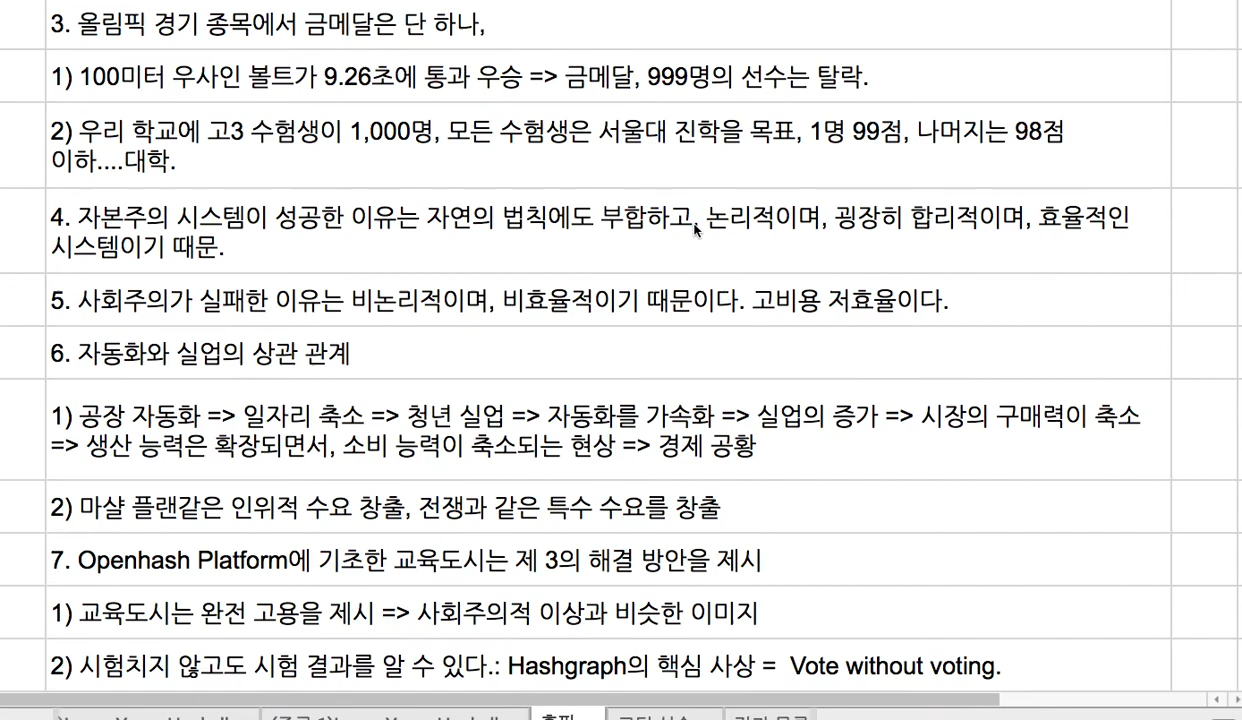 3. 올림픽 경기 종목에서 금메달은 단 하나,
1) 100미터 우사인 볼트가 9.26초에 통과 우승 => 금메달, 999명의 선수는 탈락.
2) 우리 학교에 고3 수험생이 1,000명, 모든 수험생은 서울대 진학을 목표, 1명 99점, 나머지는 98점
이하....대학.
4. 자본주의 시스템이 성공한 이유는 자연의 법칙에도 부합하고, 논리적이며, 굉장히 합리적이며, 효율적인
시스템이기 때문.
5. 사회주의가 실패한 이유는 비논리적이며, 비효율적이기 때문이다. 고비용 저효율이다.
6. 자동화와 실업의 상관 관계
1) 공장 자동화 => 일자리 축소 => 청년 실업 => 자동화를 가속화 => 실업의 증가 => 시장의 구매력이 축소
=> 생산 능력은 확장되면서, 소비 능력이 축소되는 현상 => 경제 공황
2) 마샬 플랜같은 인위적 수요 창출, 전쟁과 같은 특수 수요를 창출
7. Openhash Platform에 기초한 교육도시는 제 3의 해결 방안을 제시
1) 교육도시는 완전 고용을 제시 => 사회주의적 이상과 비슷한 이미지
2) 시험치지 않고도 시험 결과를 알 수 있다.: Hashgraph의 핵심 사상 = Vote without voting.